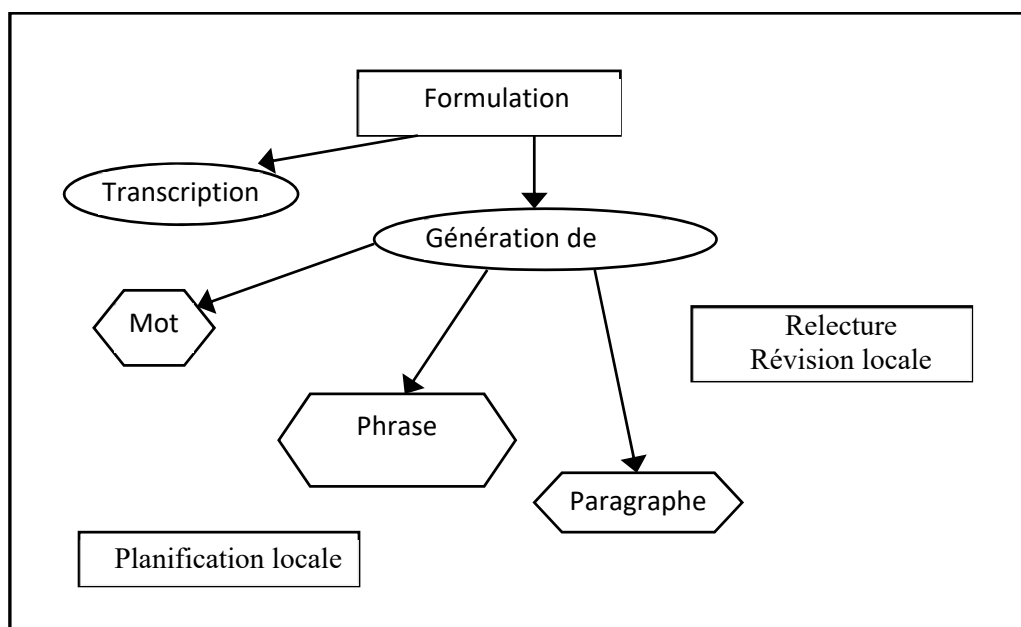 Formulation
Transcription
Génération de
Mot
Relecture
Révision locale
Phrase
Paragraphe
Planification locale